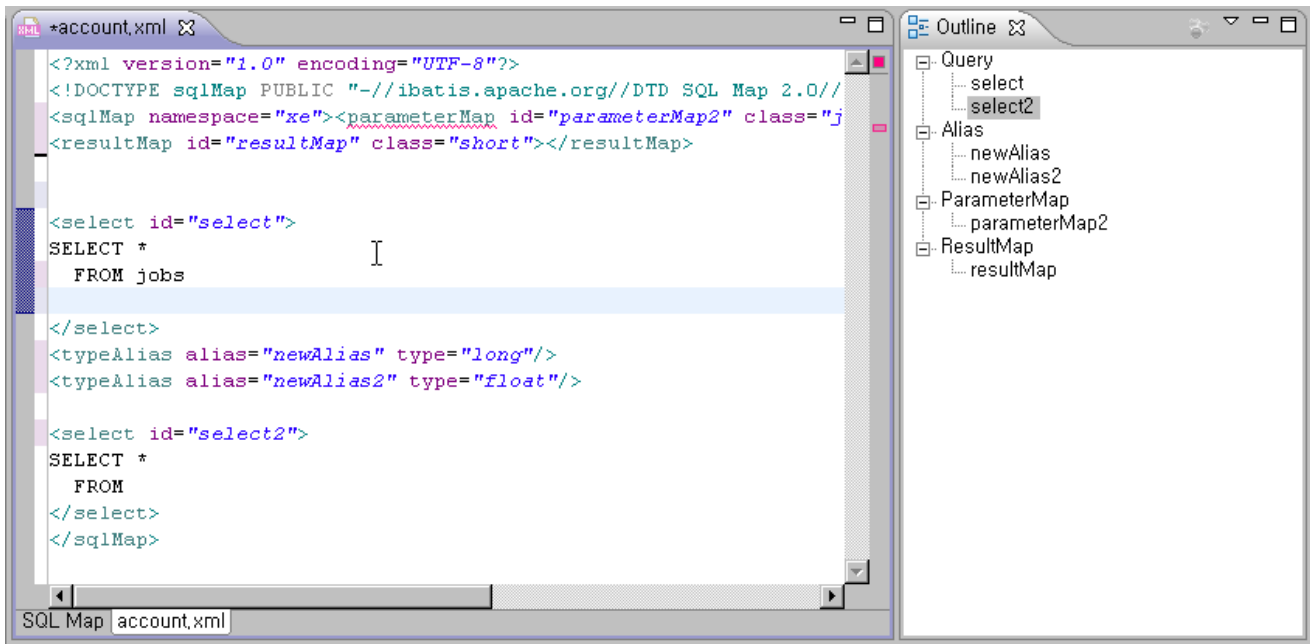 *account.xml
<?xml version="1.0" encoding="UTF-8"?>
<!DOCTYPE sqlMap PUBLIC "-//ibatis.apache.org//DTD SQL Map 2.0//
<sqlMap namespace="xe"><parameterMap id="parameterMap2" class="j
<resultMap id="resultMap" class="short"></resultMap>
<select id="select">
SELECT *
FROM jobs
</select>
<typeAlias alias="newAlias" type="long"/>
<typeAlias alias="newAlias2" type="float"/>
<select id="select2">
SELECT *
FROM
</select>
</sqlMap>
SQL Map account.xml
Outline
Query
select
select2
Alias
newAlias
newAlias2
ParameterMap
parameterMap2
ResultMap
resultMap